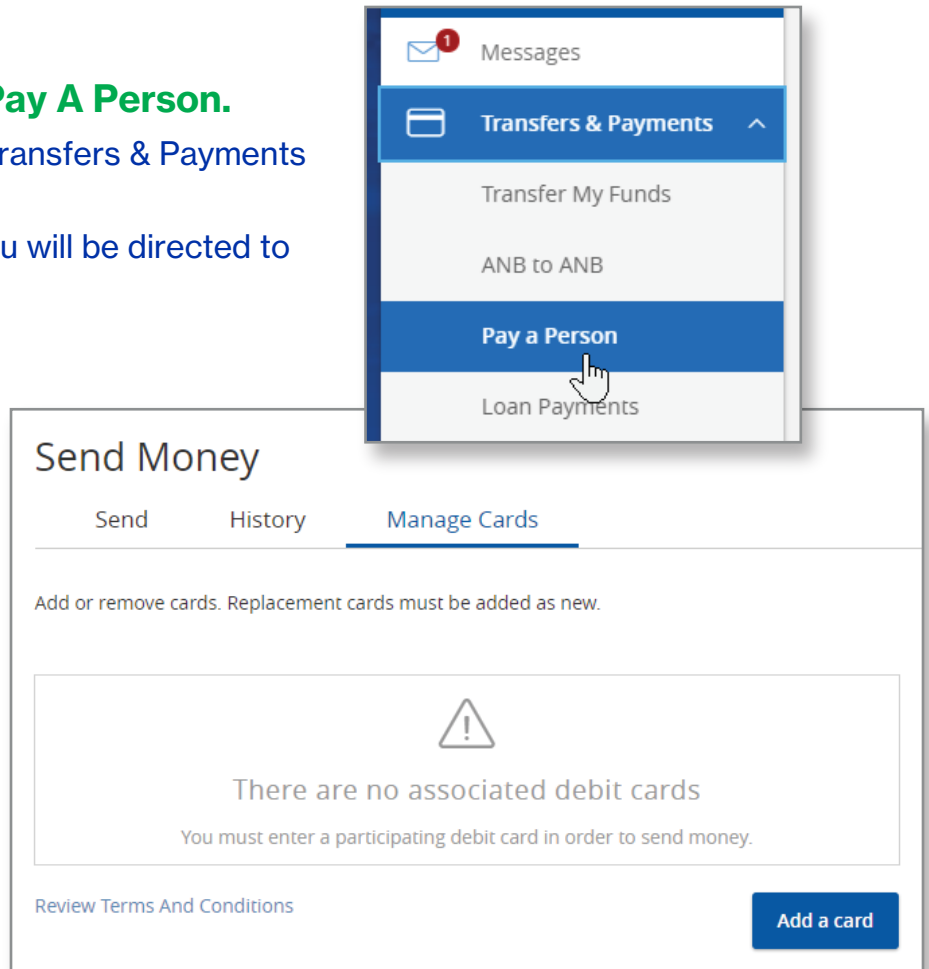 Pay A Person.
ransfers & Payments
u will be directed to
1
Messages
Transfers & Payments
Transfer My Funds
ANB to ANB
Pay a Person
Loan Payments
Send Money
Send History Manage Cards
Add or remove cards. Replacement cards must be added as new.
There are no associated debit cards
You must enter a participating debit card in order to send money.
Review Terms And Conditions
Add a card